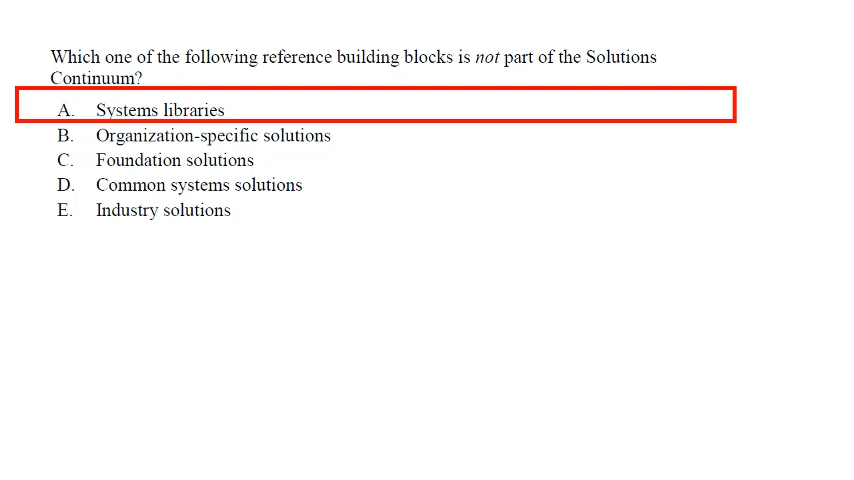 Which one of the following reference building blocks is not part of the Solutions
Continuum?
A. Systems libraries
B. Organization-specific solutions
C. Foundation solutions
D. Common systems solutions
E. Industry solutions